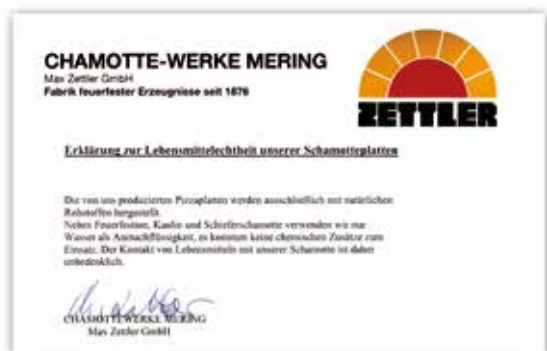 CHAMOTTE-WERKE MERING
Max Zettler GmbH
Fabrik feuerfester Erzeugnisse seit 1876
ZETTLER
Erklärung zur Lebensmittelechtheit unserer Schamotteplatten
Die von uns produzierten Pizzaplatten werden ausschließlich mit natürlichen
Rohstoffen hergestellt.
Neben Feuerfestton, Kaolin und Schieferschamotte verwenden wir nur
Wasser als Anmachflüssigkeit, es kommen keine chemischen Zusätze zum
Einsatz. Der Kontakt von Lebensmitteln mit unserer Schamotte ist daher
unbedenklich.
CHAMOTTEWERKE MERING
Max Zettler GmbH